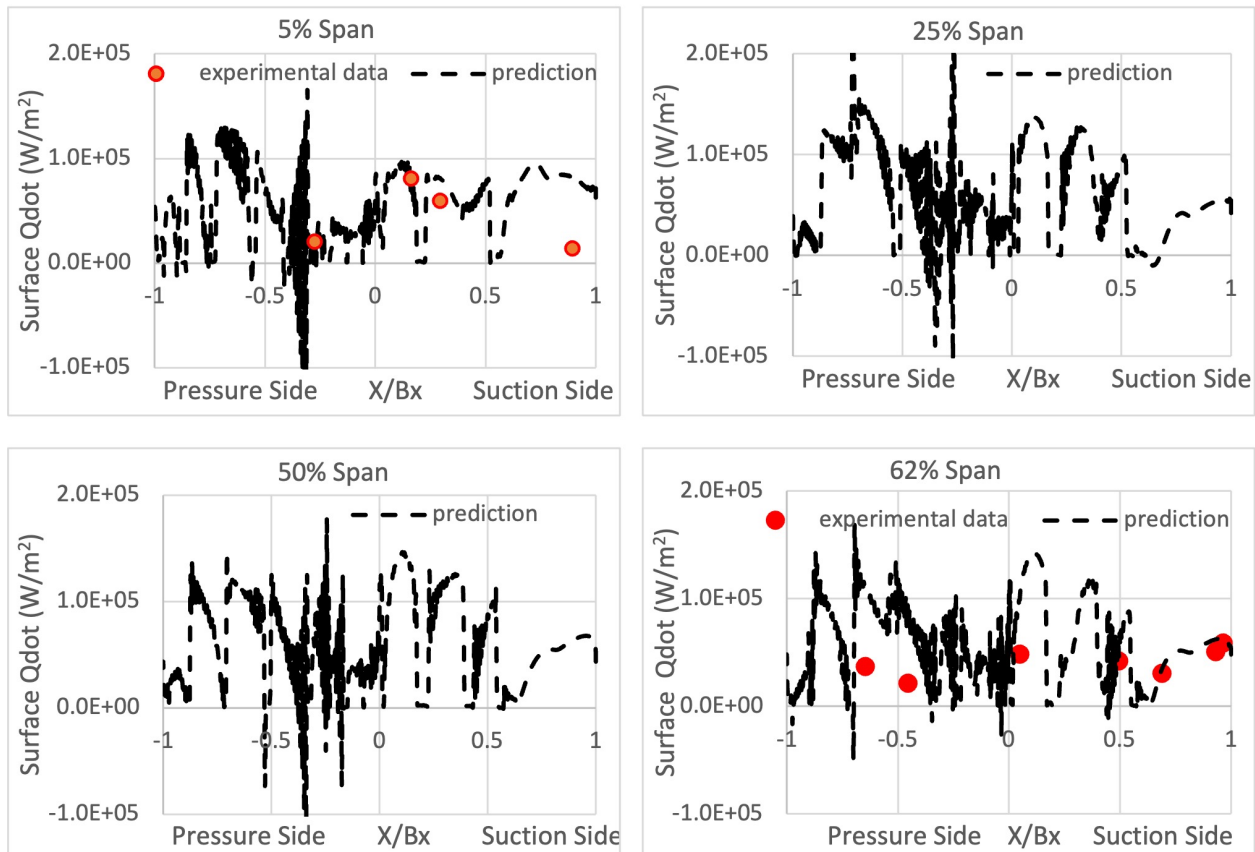 5% Span
2.0E+05
experimental data
prediction
1.0E+05
0.0E+00
-1 -0.5 0 0.5 1
-1.0E+05
Surface Qdot (W/m²)
Pressure Side X/Bx Suction Side
25% Span
2.0E+05
prediction
1.0E+05
0.0E+00
-1 -0.5 0 0.5 1
-1.0E+05
Surface Qdot (W/m²)
Pressure Side X/Bx Suction Side
50% Span
2.0E+05
prediction
1.0E+05
0.0E+00
-1 -0.5 0 0.5 1
-1.0E+05
Surface Qdot (W/m²)
Pressure Side X/Bx Suction Side
62% Span
2.0E+05
experimental data
prediction
1.0E+05
0.0E+00
-1 -0.5 0 0.5 1
-1.0E+05
Surface Qdot (W/m²)
Pressure Side X/Bx Suction Side